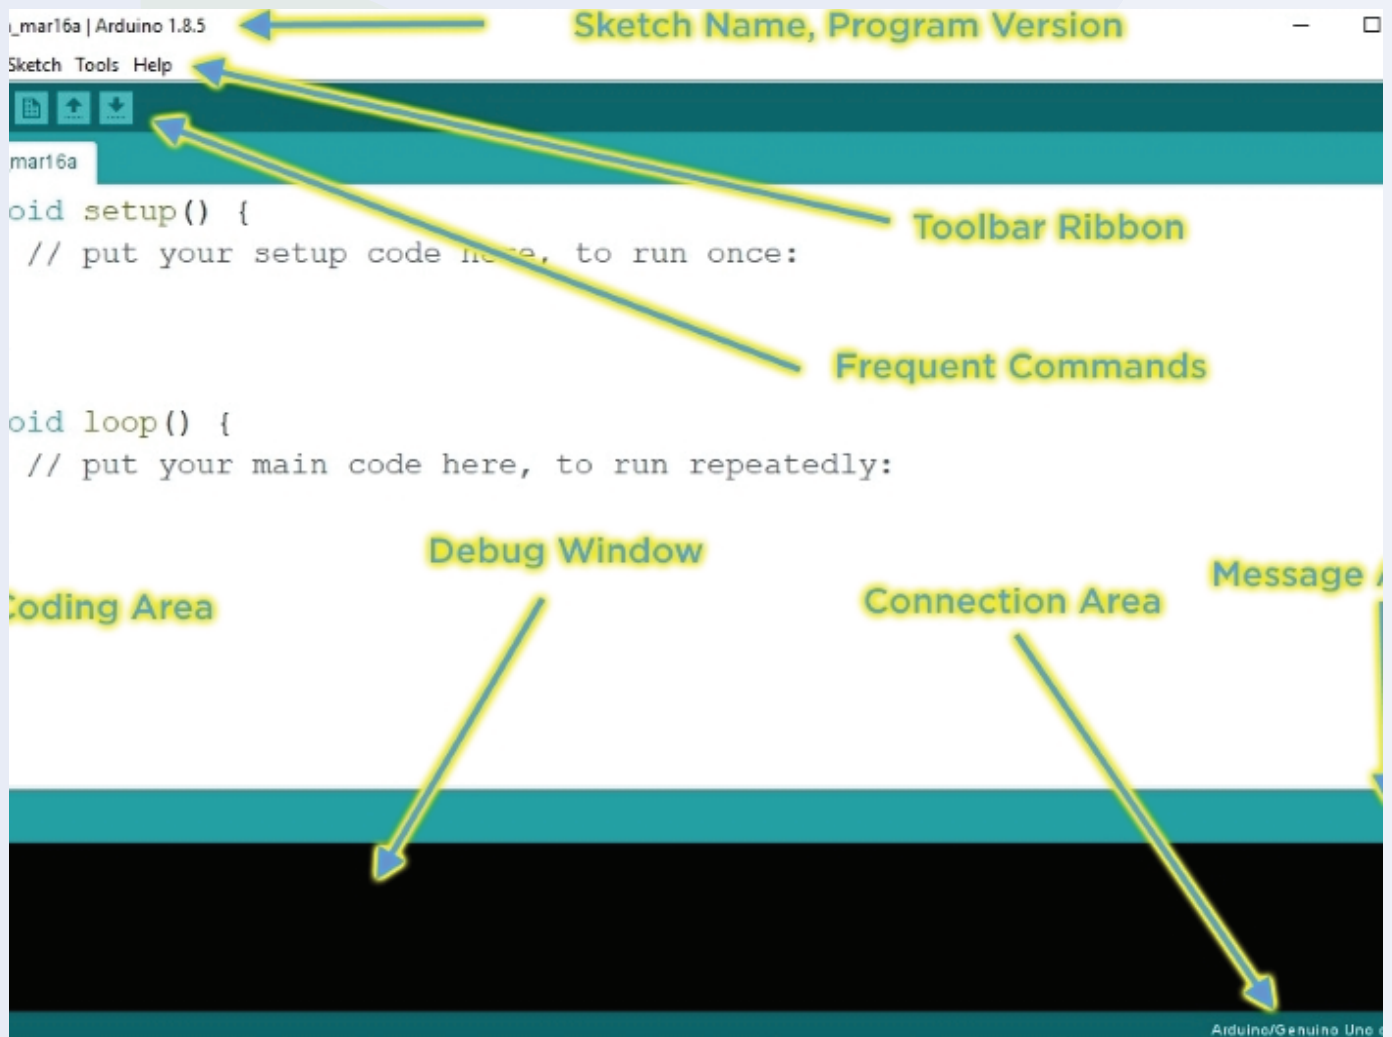 _mar16a | Arduino 1.8.5
Sketch Name, Program Version
Sketch Tools Help
mar16a
oid setup() {
// put your setup code here, to run once:
Toolbar Ribbon
Frequent Commands
oid loop() {
// put your main code here, to run repeatedly:
Debug Window
Message
Connection Area
Coding Area
Arduino/Genuino Uno